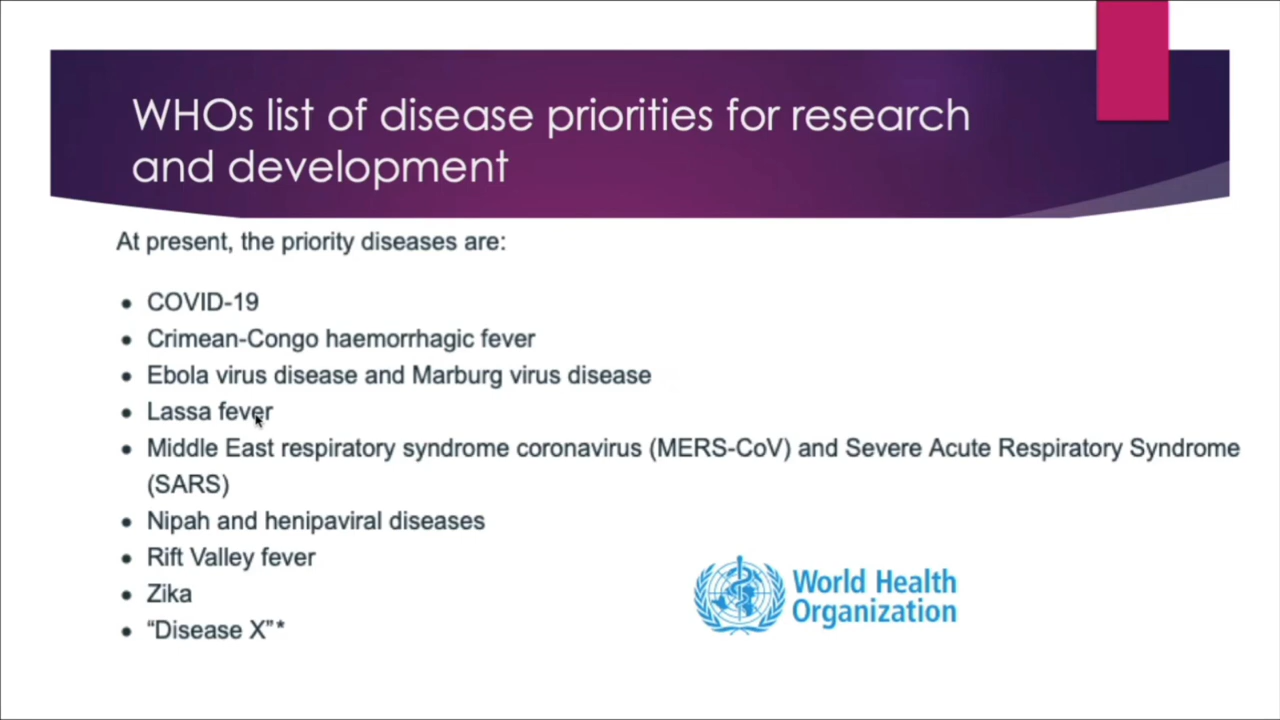 WHOs list of disease priorities for research
and development
At present, the priority diseases are:
• COVID-19
• Crimean-Congo haemorrhagic fever
• Ebola virus disease and Marburg virus disease
• Lassa fever
• Middle East respiratory syndrome coronavirus (MERS-CoV) and Severe Acute Respiratory Syndrome
(SARS)
• Nipah and henipaviral diseases
• Rift Valley fever
• Zika
• “Disease X”*
World Health
Organization